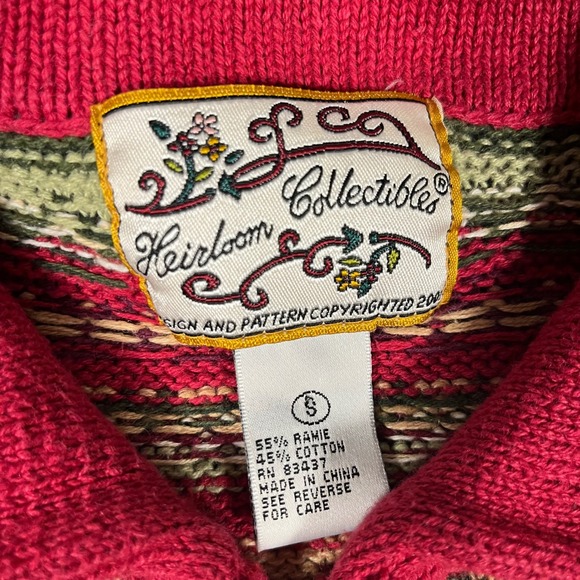 Heirloom Collectibles®
SIGN AND PATTERN COPYRIGHTED 200
S
55% RAMIE
45% COTTON
RN 83437
MADE IN CHINA
SEE REVERSE
FOR CARE